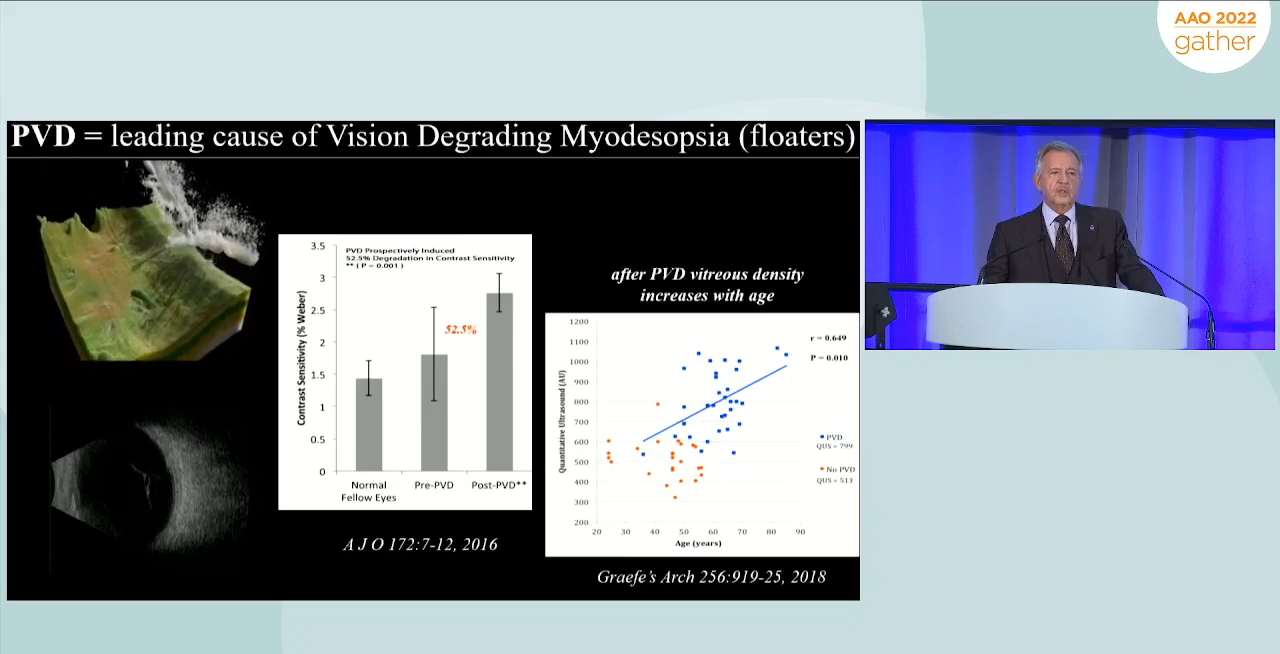 AAO 2022
gather
PVD = leading cause of Vision Degrading Myodesopsia (floaters)
3.5
3
2.5
2
1.5
1
0.5
0
Contrast Sensitivity (% Weber)
PVD Prospectively Induced
52.5% Degradation in Contrast Sensitivity
** ( P = 0.001 )
52.5%
Normal
Fellow Eyes
Pre-PVD
Post-PVD**
A J O 172:7-12, 2016
after PVD vitreous density
increases with age
1200
1100
1000
900
800
700
600
500
400
300
200
Quantitative Ultrasound (AU)
r = 0.649
P = 0.010
PVD
QUS = 799
No PVD
QUS = 513
20 30 40 50 60 70 80 90
Age (years)
Graefe's Arch 256:919-25, 2018